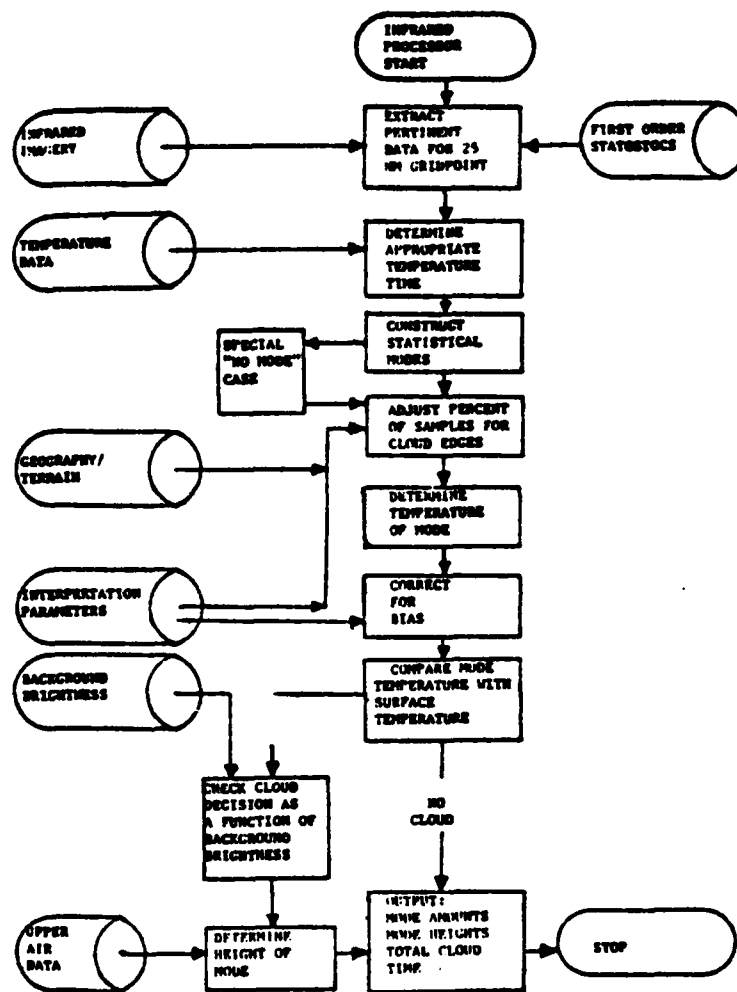 INFRARED
PROCESSOR
START
INFRARED
IMAGERY
EXTRACT
PERTINENT
DATA FOR 25
NM GRIDPOINT
FIRST ORDER
STATOSTOCS
TEMPERATURE
DATA
DETERMINE
APPROPRIATE
TEMPERATURE
TIME
SPECIAL
"NO MODE"
CASE
CONSTRUCT
STATISTICAL
MODES
ADJUST PERCENT
OF SAMPLES FOR
CLOUD EDGES
GEOGRAPHY/
TERRAIN
DETERMINE
TEMPERATURE
OF MODE
INTERPERTATION
PARAMETERS
CORRECT
FOR
BIAS
BACKGROUND
BRIGHTNESS
COMPARE MODE
TEMPERATURE WITH
SURFACE
TEMPERATURE
CHECK CLOUD
DECISION AS
A FUNCTION OF
BACKGROUND
BRIGHTNESS
NO
CLOUD
UPPER
AIR
DATA
DETERMINE
HEIGHT OF
MODE
OUTPUT:
MODE AMOUNTS
MODE HEIGHTS
TOTAL CLOUD
TIME
STOP